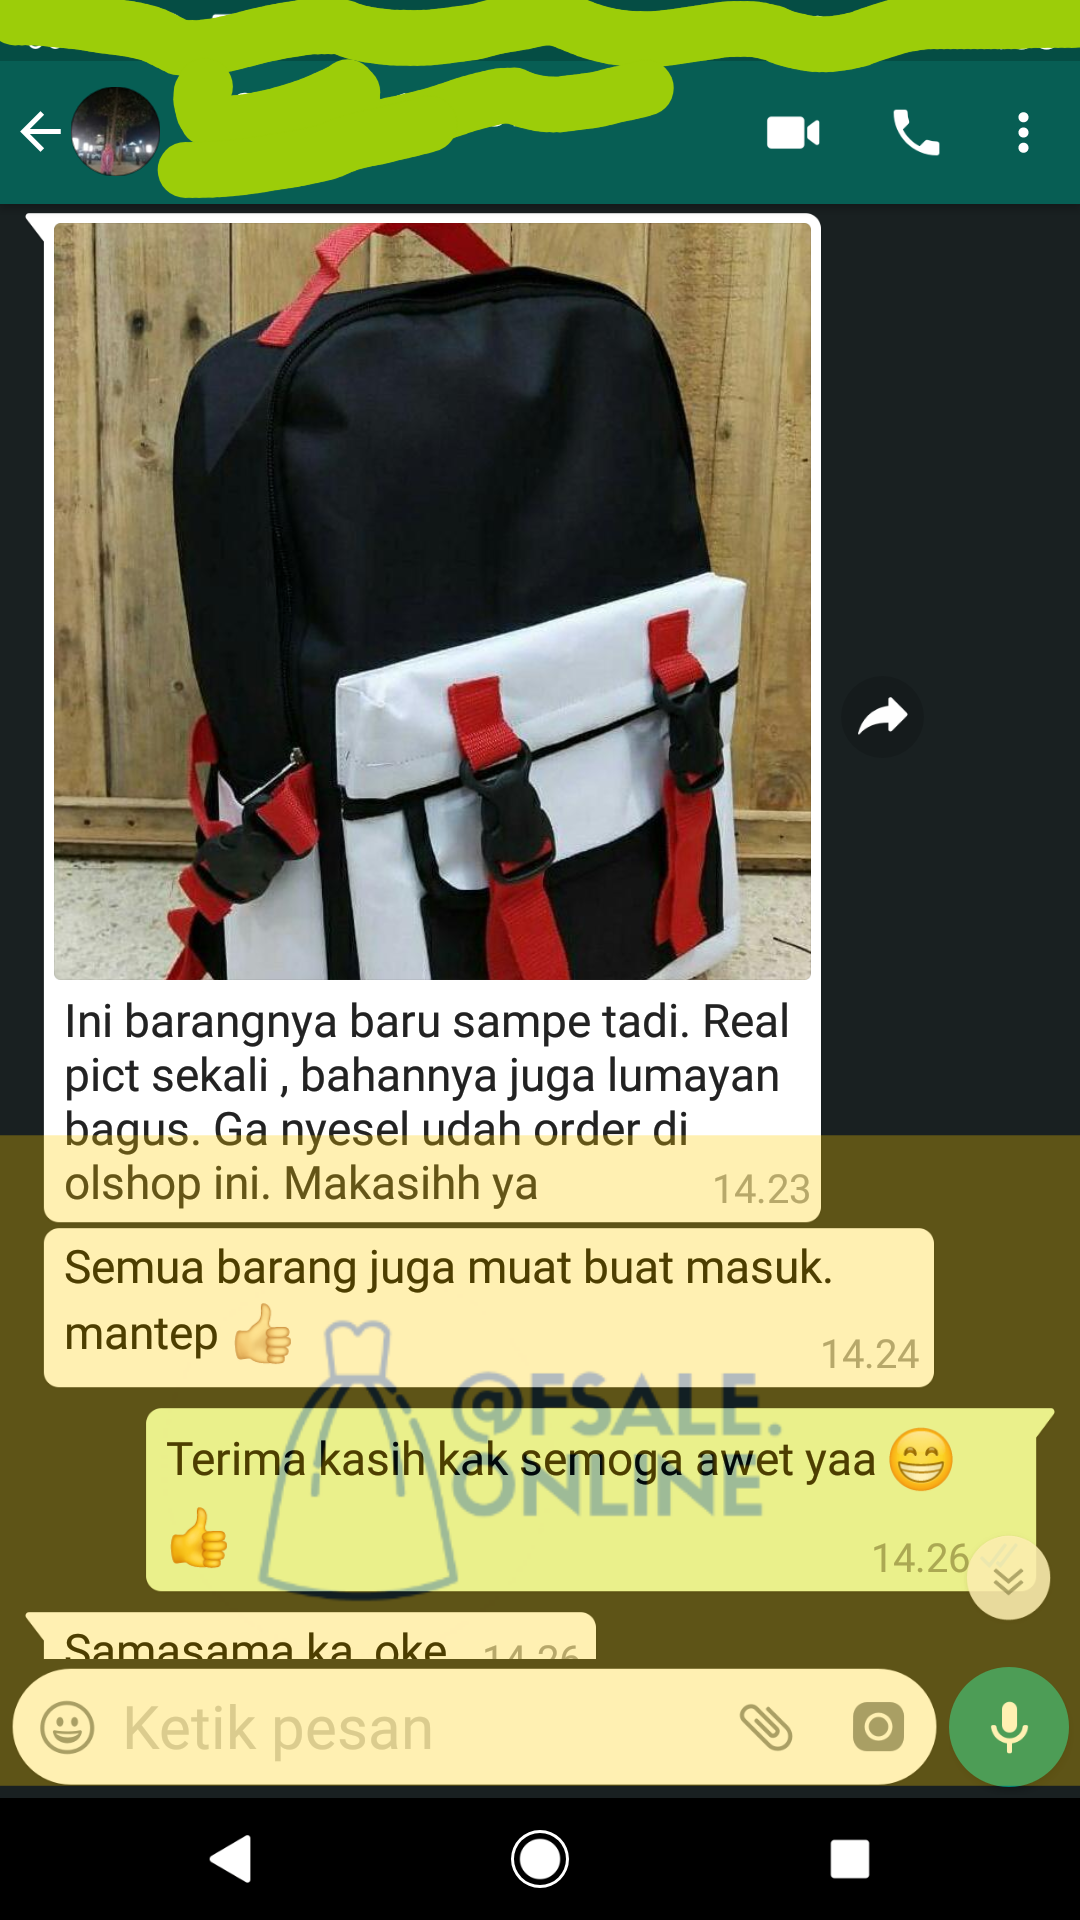 Ini barangnya baru sampe tadi. Real
pict sekali , bahannya juga lumayan
bagus. Ga nyesel udah order di
olshop ini. Makasihh ya 14.23
Semua barang juga muat buat masuk.
mantep 👍 14.24
@FSALE.
ONLINE
Terima kasih kak semoga awet yaa 😁
👍 14.26
Samasama ka oke 14.26
Ketik pesan